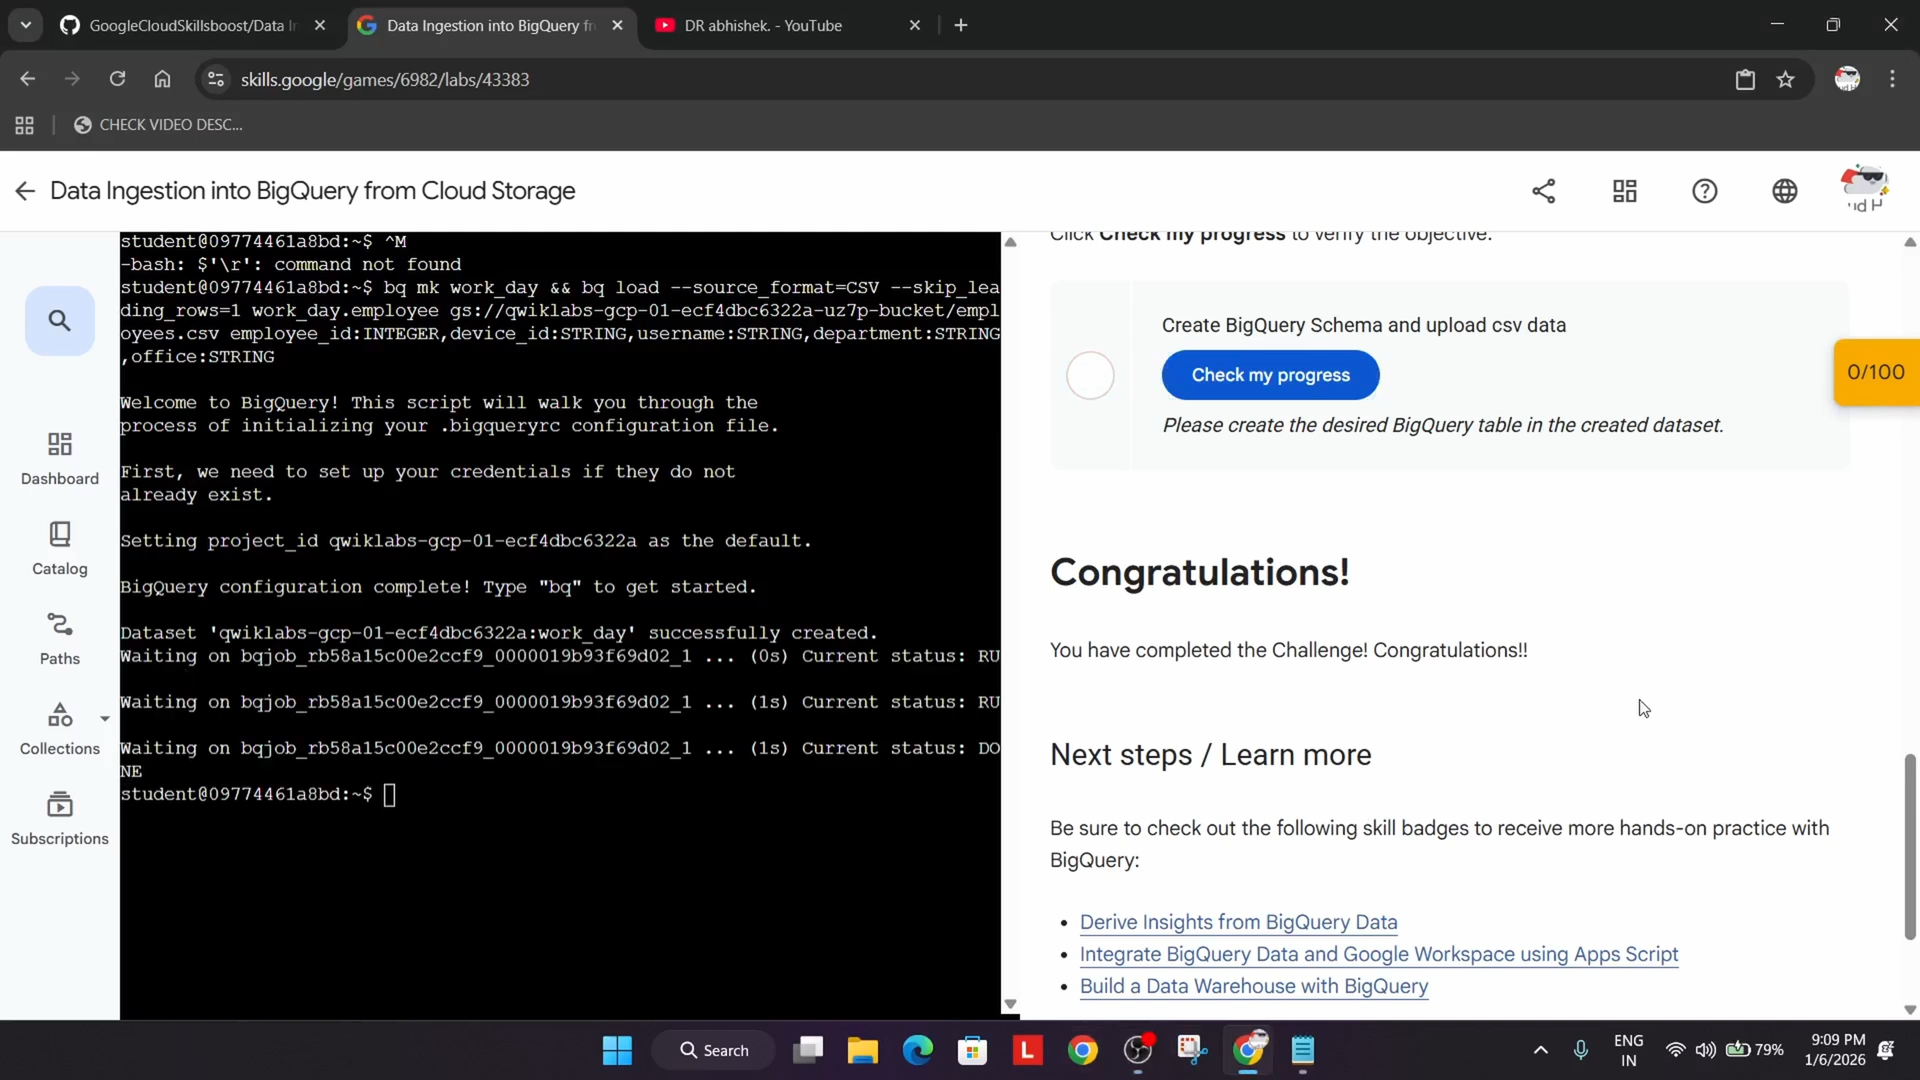 GoogleCloudSkillsboost/Data I
Data Ingestion into BigQuery fr
DR abhishek. - YouTube
skills.google/games/6982/labs/43383
CHECK VIDEO DESC...
Data Ingestion into BigQuery from Cloud Storage
Dashboard
Catalog
Paths
Collections
Subscriptions
student@09774461a8bd:~$ ^M
-bash: $'\r': command not found
student@09774461a8bd:~$ bq mk work_day && bq load --source_format=CSV --skip_lea
ding_rows=1 work_day.employee gs://qwiklabs-gcp-01-ecf4dbc6322a-uz7p-bucket/empl
oyees.csv employee_id:INTEGER,device_id:STRING,username:STRING,department:STRING
,office:STRING
Welcome to BigQuery! This script will walk you through the
process of initializing your .bigqueryrc configuration file.
First, we need to set up your credentials if they do not
already exist.
Setting project_id qwiklabs-gcp-01-ecf4dbc6322a as the default.
BigQuery configuration complete! Type "bq" to get started.
Dataset 'qwiklabs-gcp-01-ecf4dbc6322a:work_day' successfully created.
Waiting on bqjob_rb58a15c00e2ccf9_0000019b93f69d02_1 ... (0s) Current status: RU
Waiting on bqjob_rb58a15c00e2ccf9_0000019b93f69d02_1 ... (1s) Current status: RU
Waiting on bqjob_rb58a15c00e2ccf9_0000019b93f69d02_1 ... (1s) Current status: DO
NE
student@09774461a8bd:~$
Click Check my progress to verify the objective.
Create BigQuery Schema and upload csv data
Check my progress
Please create the desired BigQuery table in the created dataset.
0/100
Congratulations!
You have completed the Challenge! Congratulations!!
Next steps / Learn more
Be sure to check out the following skill badges to receive more hands-on practice with
BigQuery:
• Derive Insights from BigQuery Data
• Integrate BigQuery Data and Google Workspace using Apps Script
• Build a Data Warehouse with BigQuery
Search
L
ENG
IN
79%
9:09 PM
1/6/2026